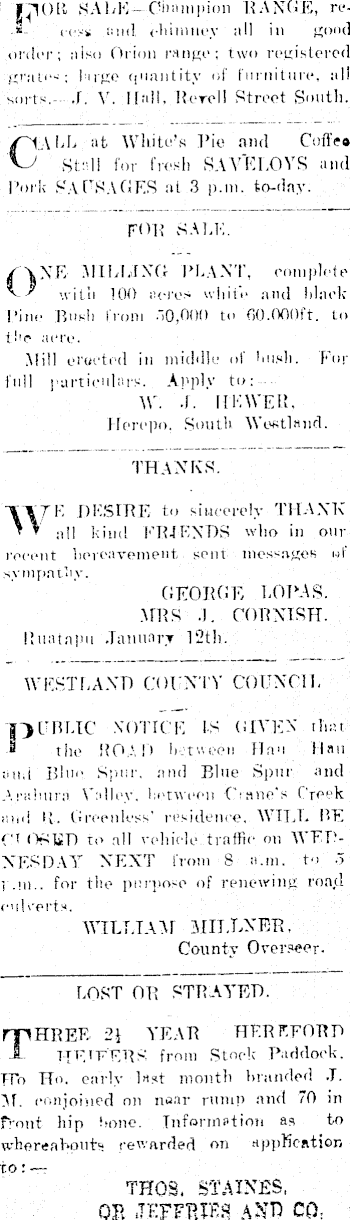 FOR SALE—Champion RANGE, re-
cess and chimney all in good
order; also Orion range; two registered
grates; large quantity of furniture, all
sorts.—J. V. Hall, Revell Street South.
CALL at White's Pie and Coffee
Stall for fresh SAVELOYS and
Pork SAUSAGES at 3 p.m. to-day.
FOR SALE.
ONE MILLING PLANT, complete
with 100 acres white and black
Pine Bush from 50,000 to 60.000ft. to
the acre.
Mill erected in middle of bush. For
full particulars. Apply to:—
W. J. HEWER,
Herepo, South Westland.
THANKS.
WE DESIRE to sincerely THANK
all kind FRIENDS who in our
recent bereavement sent messages of
sympathy.
GEORGE LOPAS.
MRS J. CORNISH.
Ruatapu January 12th.
WESTLAND COUNTY COUNCIL
PUBLIC NOTICE IS GIVEN that
the ROAD between Hau Hau
and Blue Spur, and Blue Spur and
Arahura Valley, between Crane's Creek
and R. Greenless' residence, WILL BE
CLOSED to all vehicle traffic on WED-
NESDAY NEXT from 8 a.m. to 5
p.m., for the purpose of renewing road
culverts.
WILLIAM MILLNER,
County Overseer.
LOST OR STRAYED.
THREE 2½ YEAR HEREFORD
HEIFERS from Stock Paddock,
Ho Ho, early last month branded J.
M. conjoined on near rump and 70 in
front hip bone. Information as to
whereabouts rewarded on application
to:—
THOS. STAINES,
OR JEFFRIES AND CO.